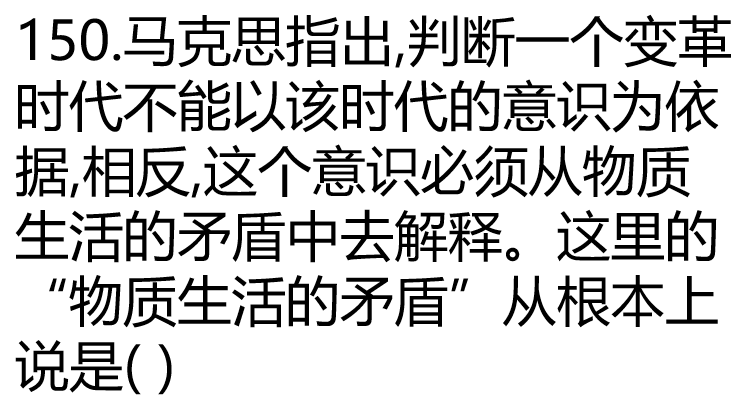 150.马克思指出,判断一个变革
时代不能以该时代的意识为依
据,相反,这个意识必须从物质
生活的矛盾中去解释。这里的
“物质生活的矛盾”从根本上
说是( )